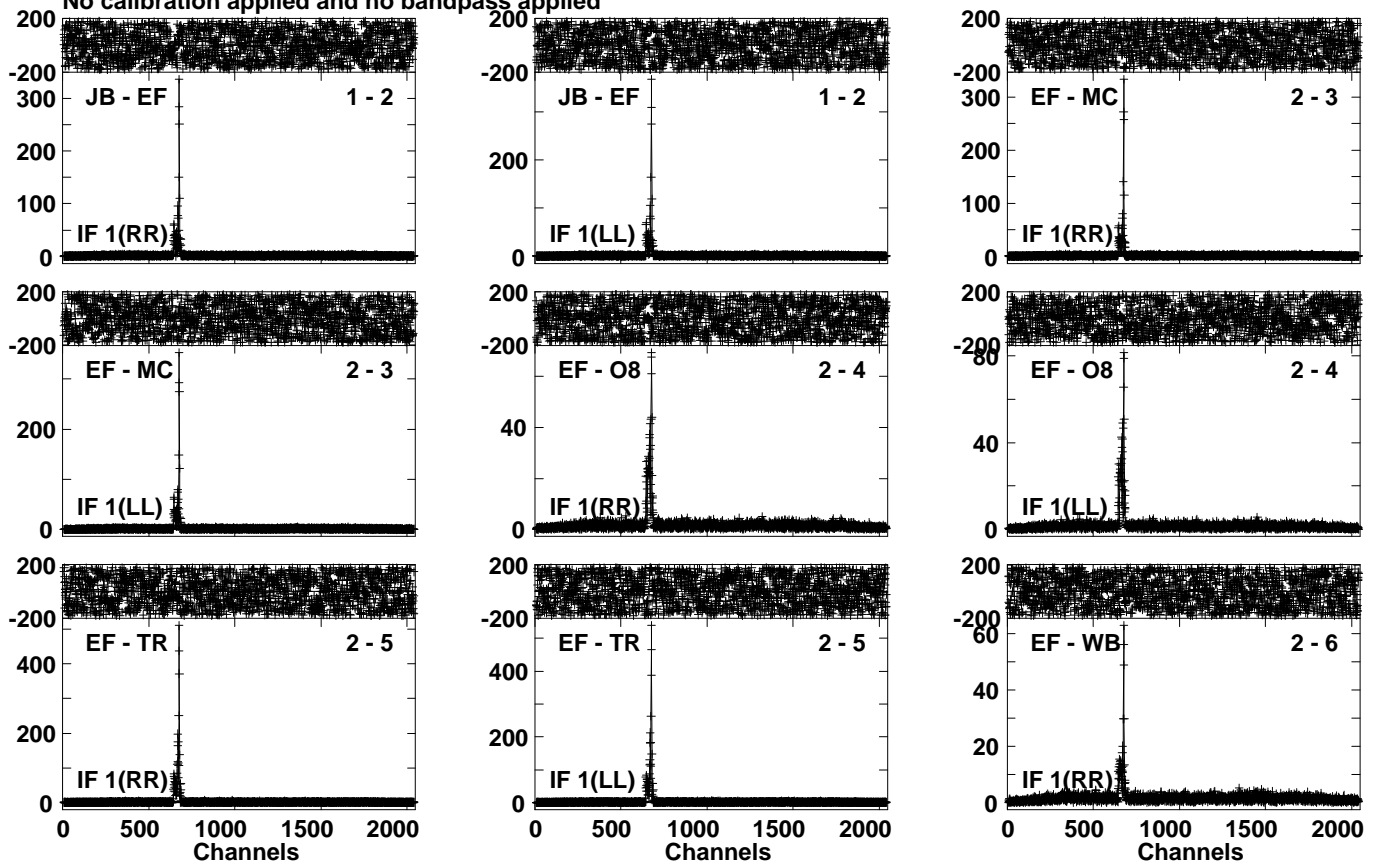 No calibration applied and no bandpass applied
200 200 200
-200 -200 -200
JB - EF 1 - 2 JB - EF 1 - 2 EF - MC 2 - 3
300 300
200 200 200
100 100
IF 1(RR) IF 1(LL) IF 1(RR)
0 0 0
200 200 200
-200 -200 -200
EF - MC 2 - 3 EF - O8 2 - 4 80 EF - O8 2 - 4
200 40 40
IF 1(LL) IF 1(RR) IF 1(LL)
0 0 0
200 200 200
-200 -200 -200
EF - TR 2 - 5 EF - TR 2 - 5 60 EF - WB 2 - 6
400 400 40
200 200 20
IF 1(RR) IF 1(LL) IF 1(RR)
0 0 0
0 500 1000 1500 2000 0 500 1000 1500 2000 0 500 1000 1500 2000
Channels Channels Channels